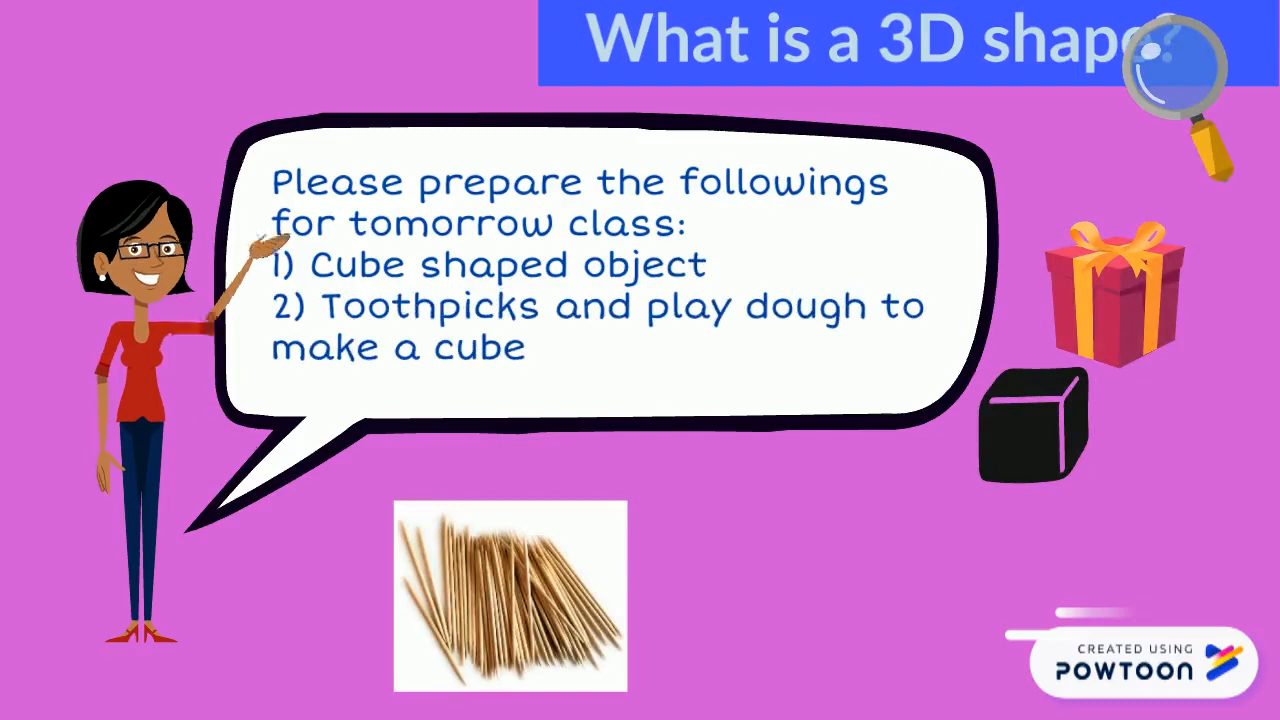 What is a 3D shape?
Please prepare the followings
for tomorrow class:
1) Cube shaped object
2) Toothpicks and play dough to
make a cube
CREATED USING
POWTOON